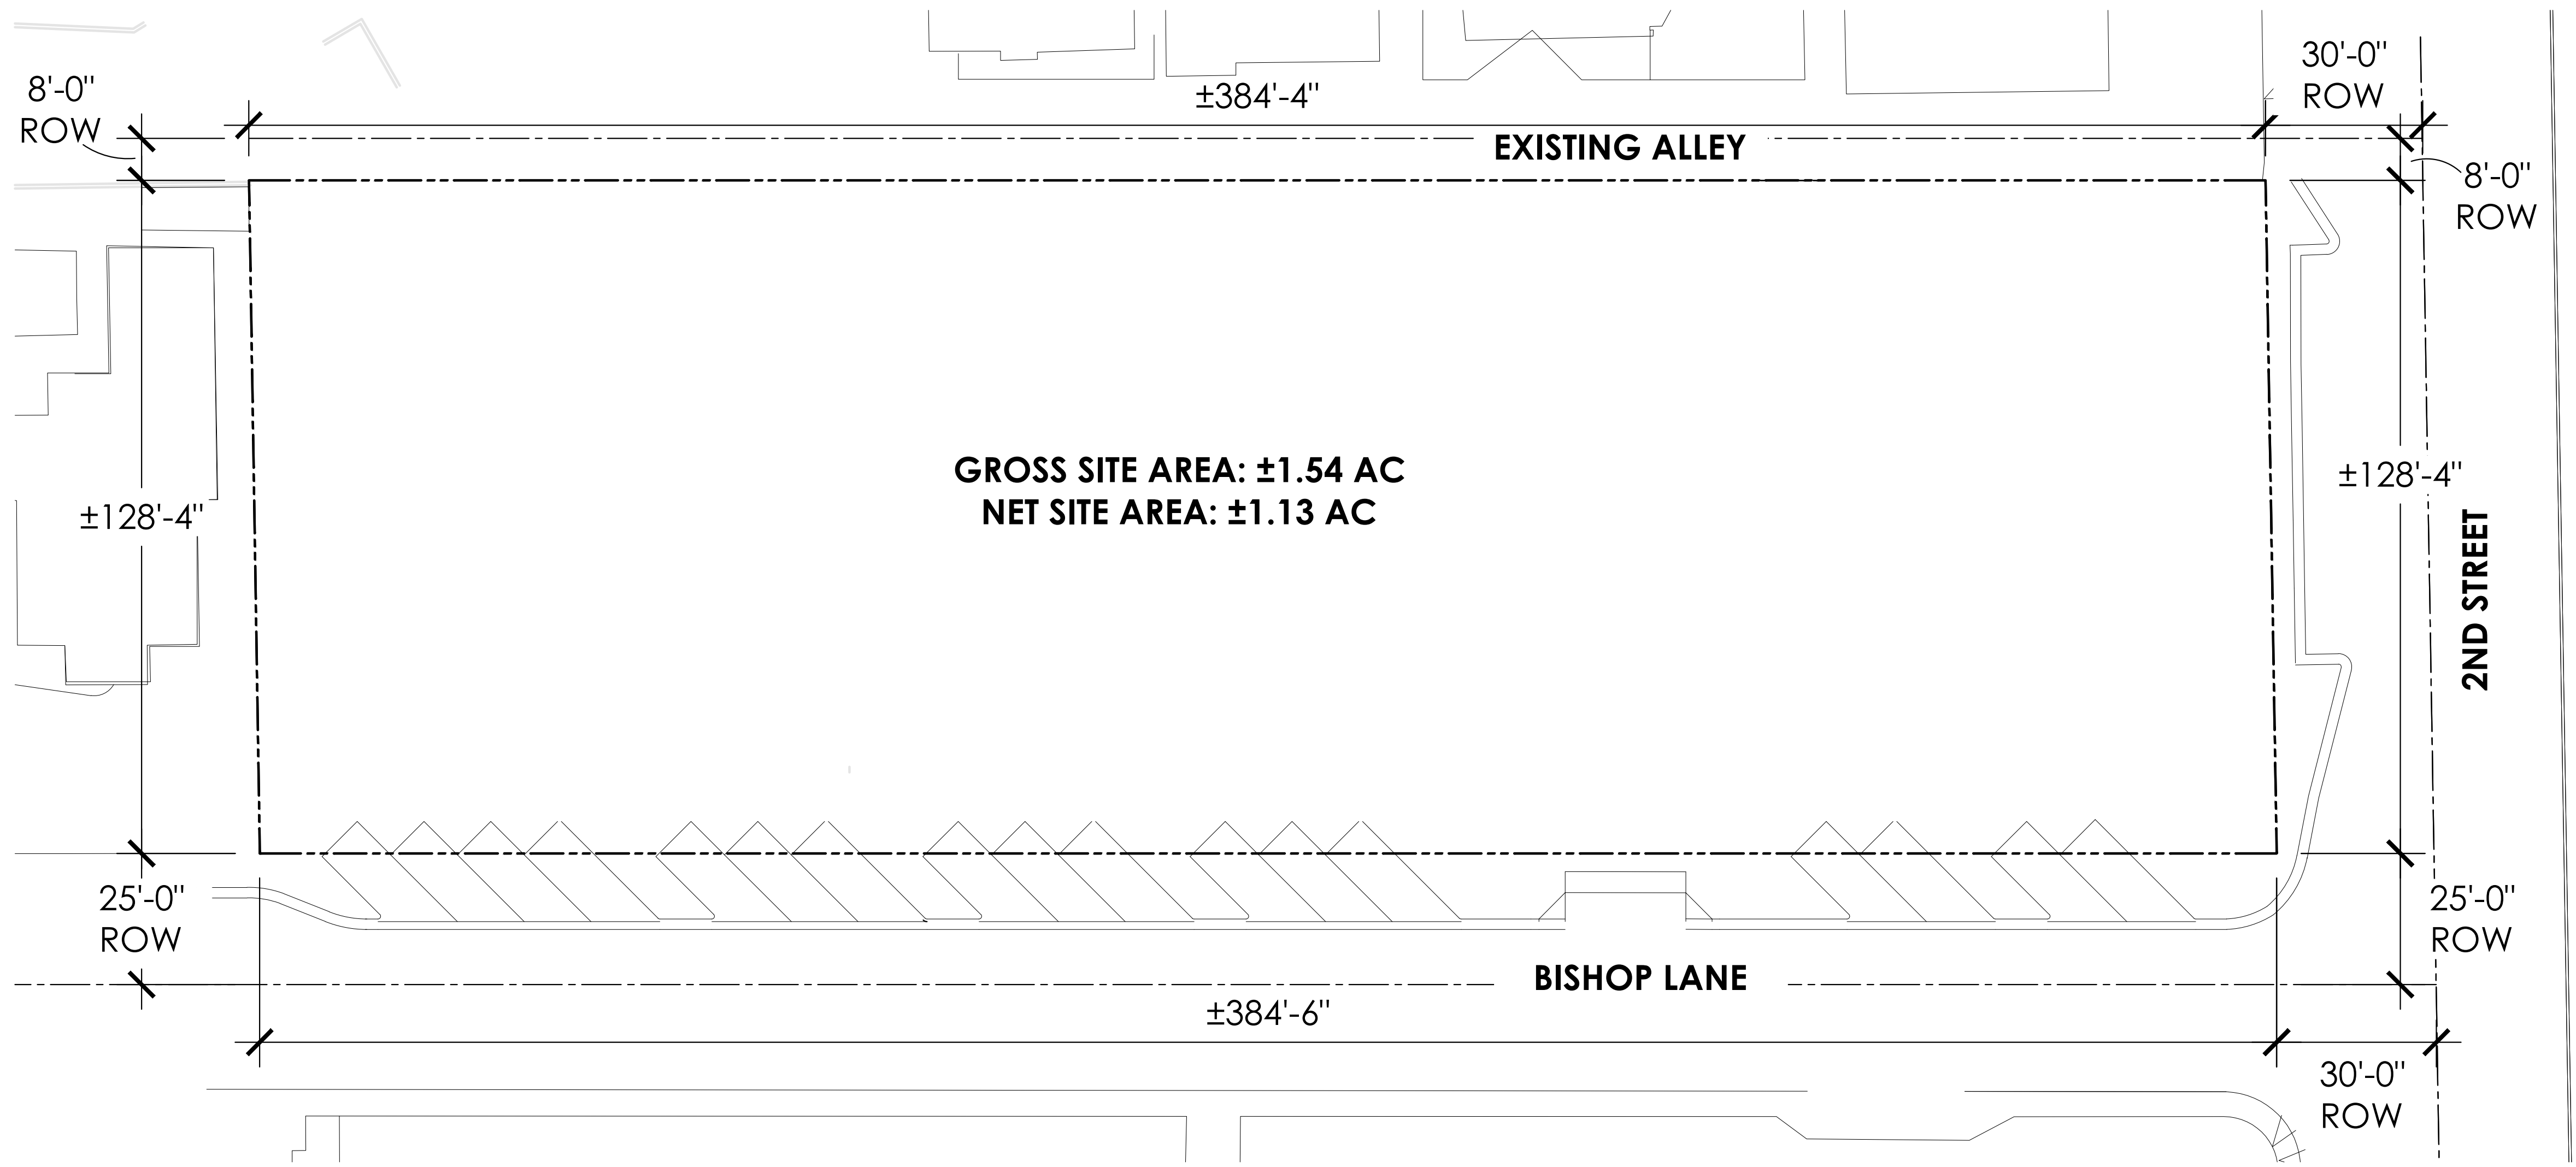 8'-0"
ROW
±384'-4"
30'-0"
ROW
EXISTING ALLEY
8'-0"
ROW
GROSS SITE AREA: ±1.54 AC
NET SITE AREA: ±1.13 AC
±128'-4"
±128'-4"
2ND STREET
25'-0"
ROW
25'-0"
ROW
BISHOP LANE
±384'-6"
30'-0"
ROW